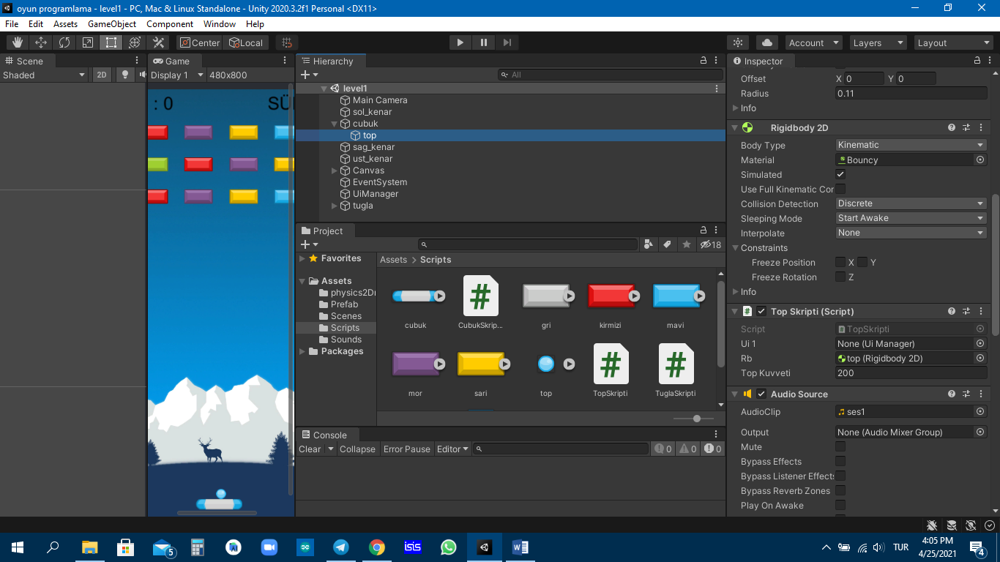 oyun programlama - level1 - PC, Mac & Linux Standalone - Unity 2020.3.2f1 Personal <DX11>
File Edit Assets GameObject Component Window Help
Center Local Account Layers Layout
Scene
Shaded 2D
Game
Display 1 480x800
: 0
Hierarchy
All
level1
Main Camera
sol_kenar
cubuk
top
sag_kenar
ust_kenar
Canvas
EventSystem
UiManager
tugla
Project
18
Favorites
Assets
Prefab
Scenes
Scripts
Sounds
Packages
Assets > Scripts
cubuk CubukSkrip... gri kirmizi mavi
mor sari top TopSkripti TuglaSkripti
Console
Clear Collapse Error Pause Editor 0 0 0
Inspector
Offset X 0 Y 0
Radius 0.11
Info
Rigidbody 2D
Body Type Kinematic
Material Bouncy
Simulated
Use Full Kinematic Cor
Collision Detection Discrete
Sleeping Mode Start Awake
Interpolate None
Constraints
Freeze Position X Y
Freeze Rotation Z
Info
Top Skripti (Script)
Script TopSkripti
Ui 1 None (Ui Manager)
Rb top (Rigidbody 2D)
Top Kuvveti 200
Audio Source
AudioClip ses1
Output None (Audio Mixer Group)
Mute
Bypass Effects
Bypass Listener Effects
Bypass Reverb Zones
Play On Awake
5
isis
TUR
4:05 PM
4/25/2021
4